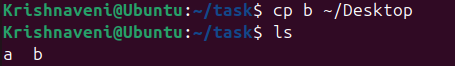 Krishnaveni@Ubuntu:~/task$ cp b ~/Desktop
Krishnaveni@Ubuntu:~/task$ ls
a  b